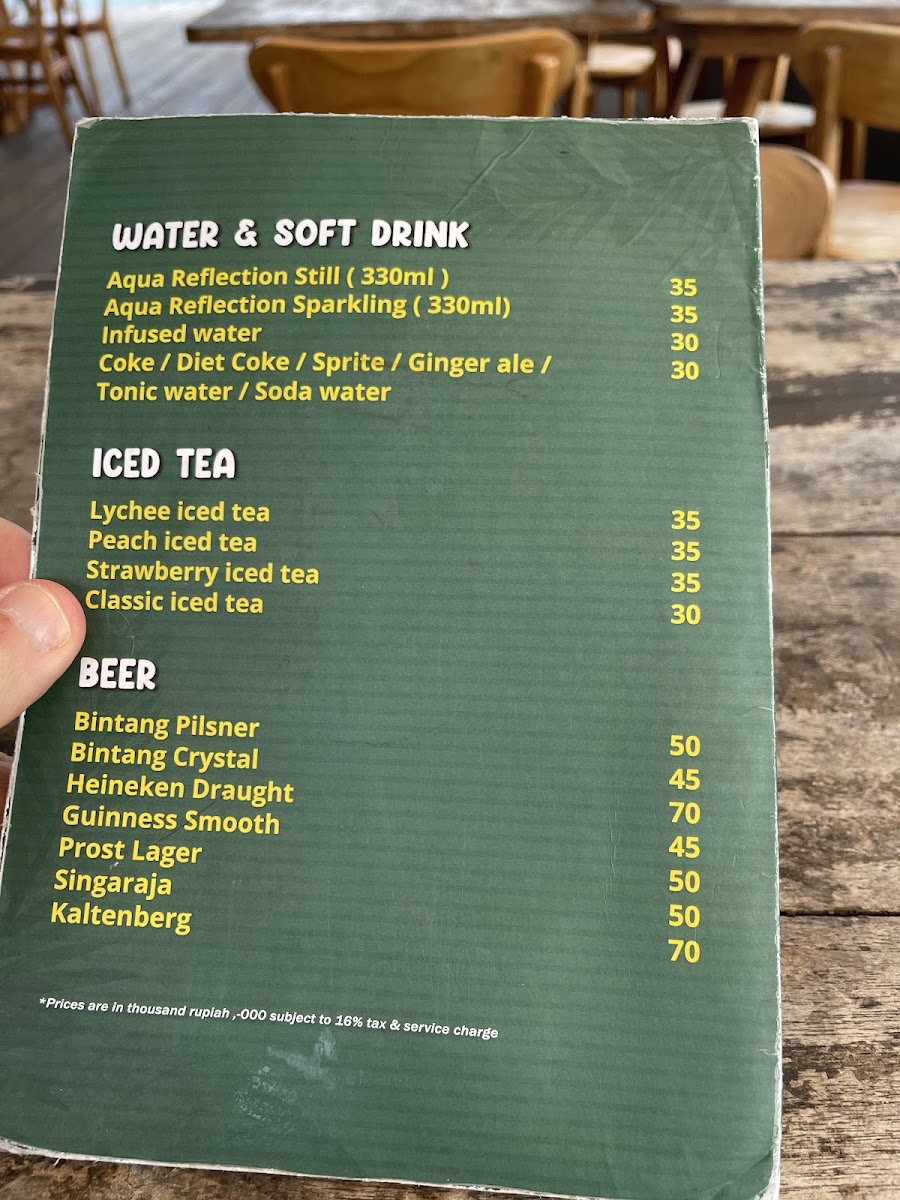 WATER & SOFT DRINK
Aqua Reflection Still ( 330ml ) 35
Aqua Reflection Sparkling ( 330ml) 35
Infused water 30
Coke / Diet Coke / Sprite / Ginger ale / 30
Tonic water / Soda water
ICED TEA
Lychee iced tea 35
Peach iced tea 35
Strawberry iced tea 35
Classic iced tea 30
BEER
Bintang Pilsner 50
Bintang Crystal 45
Heineken Draught 70
Guinness Smooth 45
Prost Lager 50
Singaraja 50
Kaltenberg 70
*Prices are in thousand rupiah ,-000 subject to 16% tax & service charge